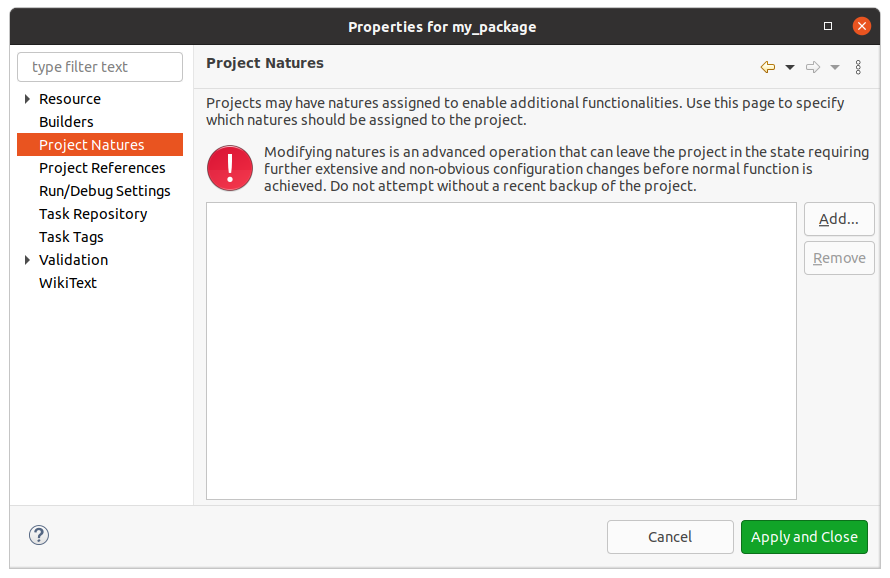 Properties for my_package
type filter text
Resource
Builders
Project Natures
Project References
Run/Debug Settings
Task Repository
Task Tags
Validation
WikiText
Project Natures
Projects may have natures assigned to enable additional functionalities. Use this page to specify
which natures should be assigned to the project.
Modifying natures is an advanced operation that can leave the project in the state requiring
further extensive and non-obvious configuration changes before normal function is
achieved. Do not attempt without a recent backup of the project.
Add...
Remove
Cancel
Apply and Close